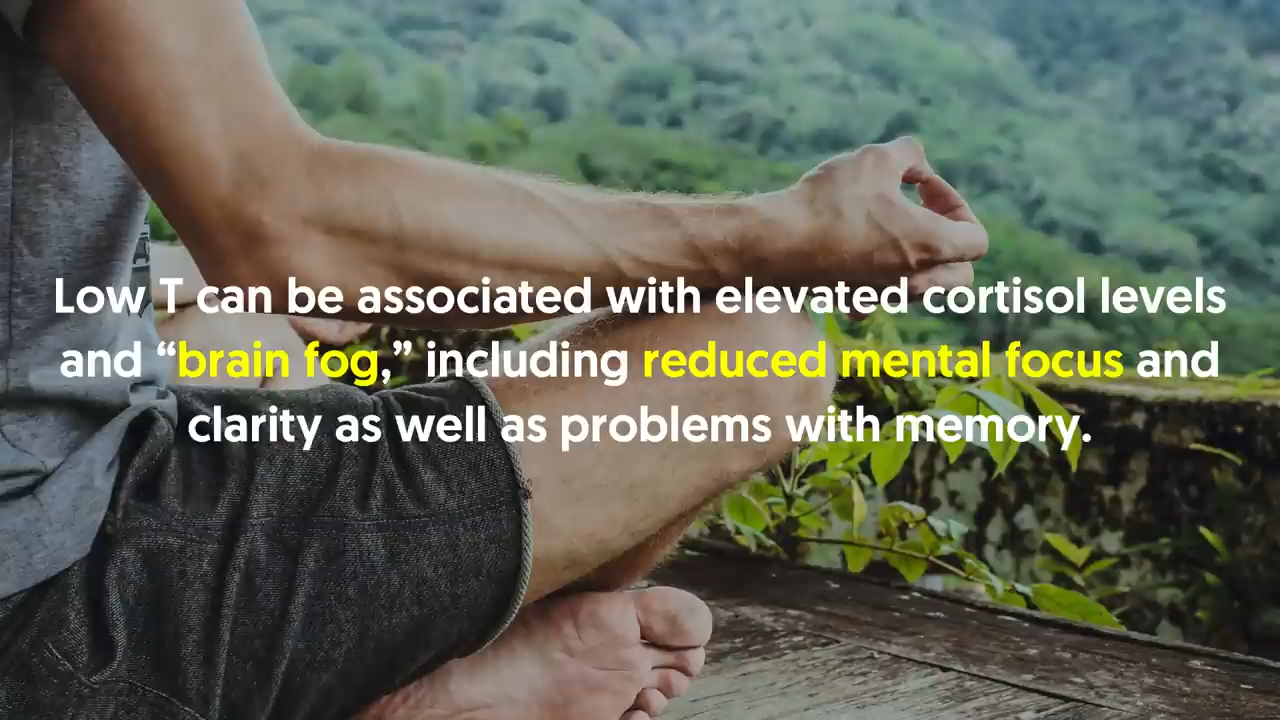 Low T can be associated with elevated cortisol levels
and “brain fog,” including reduced mental focus and
clarity as well as problems with memory.